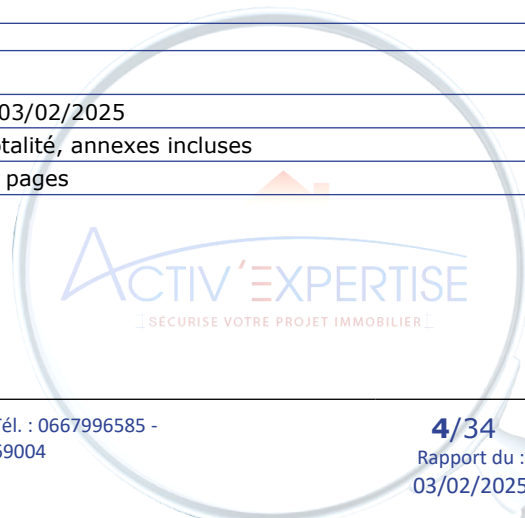 03/02/2025
talité, annexes incluses
pages
ACTIV'EXPERTISE
SÉCURISE VOTRE PROJET IMMOBILIER
él. : 0667996585 -
59004
4/34
Rapport du :
03/02/2025